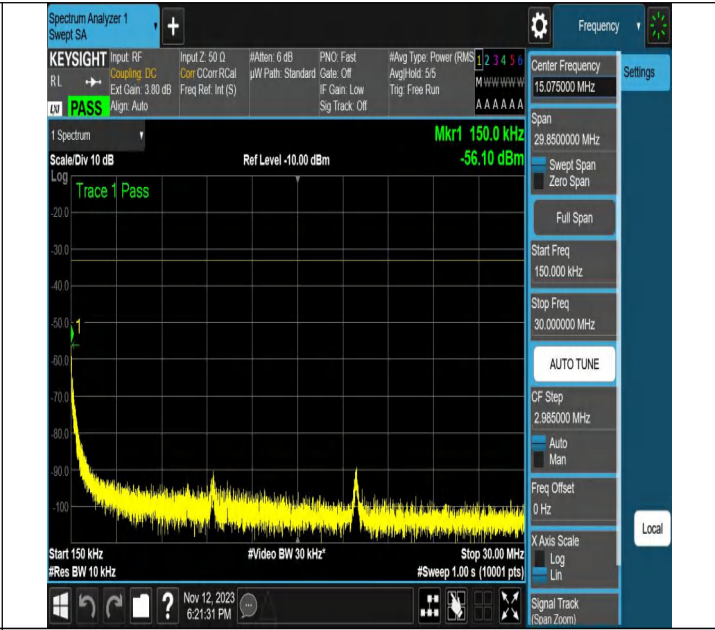 Spectrum Analyzer 1
Swept SA
+
Frequency
KEYSIGHT
RL
LXI
PASS
Input: RF
Coupling: DC
Ext Gain: 3.80 dB
Align: Auto
Input Z: 50 Ω
Corr CCorr RCal
Freq Ref: Int (S)
#Atten: 6 dB
µW Path: Standard
PNO: Fast
Gate: Off
IF Gain: Low
Sig Track: Off
#Avg Type: Power (RMS
Avg|Hold: 5/5
Trig: Free Run
1 2 3 4 5 6
M W W W W W
A A A A A A
1 Spectrum
Scale/Div 10 dB
Ref Level -10.00 dBm
Mkr1 150.0 kHz
-56.10 dBm
Log
Trace 1 Pass
-20.0
-30.0
-40.0
-50.0
1
-60.0
-70.0
-80.0
-90.0
-100
Start 150 kHz
#Res BW 10 kHz
#Video BW 30 kHz*
Stop 30.00 MHz
#Sweep 1.00 s (10001 pts)
Nov 12, 2023
6:21:31 PM
Center Frequency
15.075000 MHz
Settings
Span
29.8500000 MHz
Swept Span
Zero Span
Full Span
Start Freq
150.000 kHz
Stop Freq
30.000000 MHz
AUTO TUNE
CF Step
2.985000 MHz
Auto
Man
Freq Offset
0 Hz
X Axis Scale
Log
Lin
Local
Signal Track
(Span Zoom)